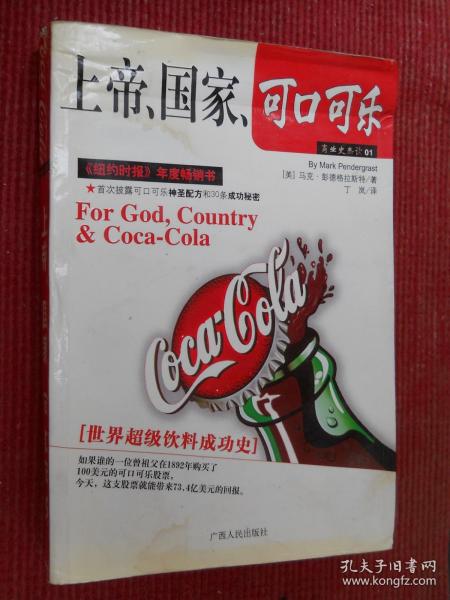 上帝、国家、可口可乐
商业史杂谈 01
By Mark Pendergrast
[美] 马克·彭德格拉斯特/著
丁 岚/译
《纽约时报》年度畅销书
★首次披露可口可乐神圣配方和30条成功秘密
For God, Country
& Coca-Cola
Coca-Cola
[世界超级饮料成功史]
如果谁的一位曾祖父在1892年购买了
100美元的可口可乐股票,
今天，这支股票就能带来73.4亿美元的回报。
广西人民出版社
孔夫子旧书网
www.kongfz.com